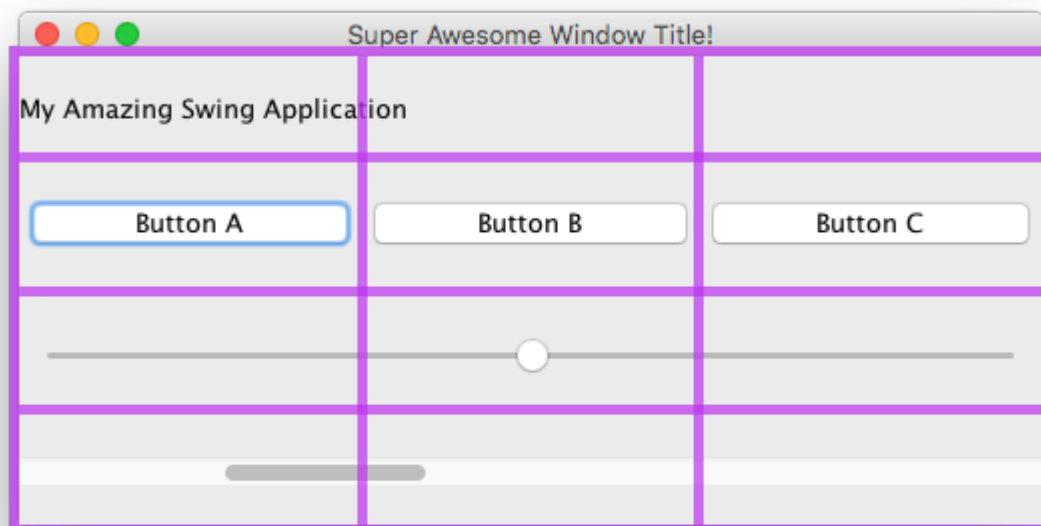 Super Awesome Window Title!
My Amazing Swing Application
Button A
Button B
Button C